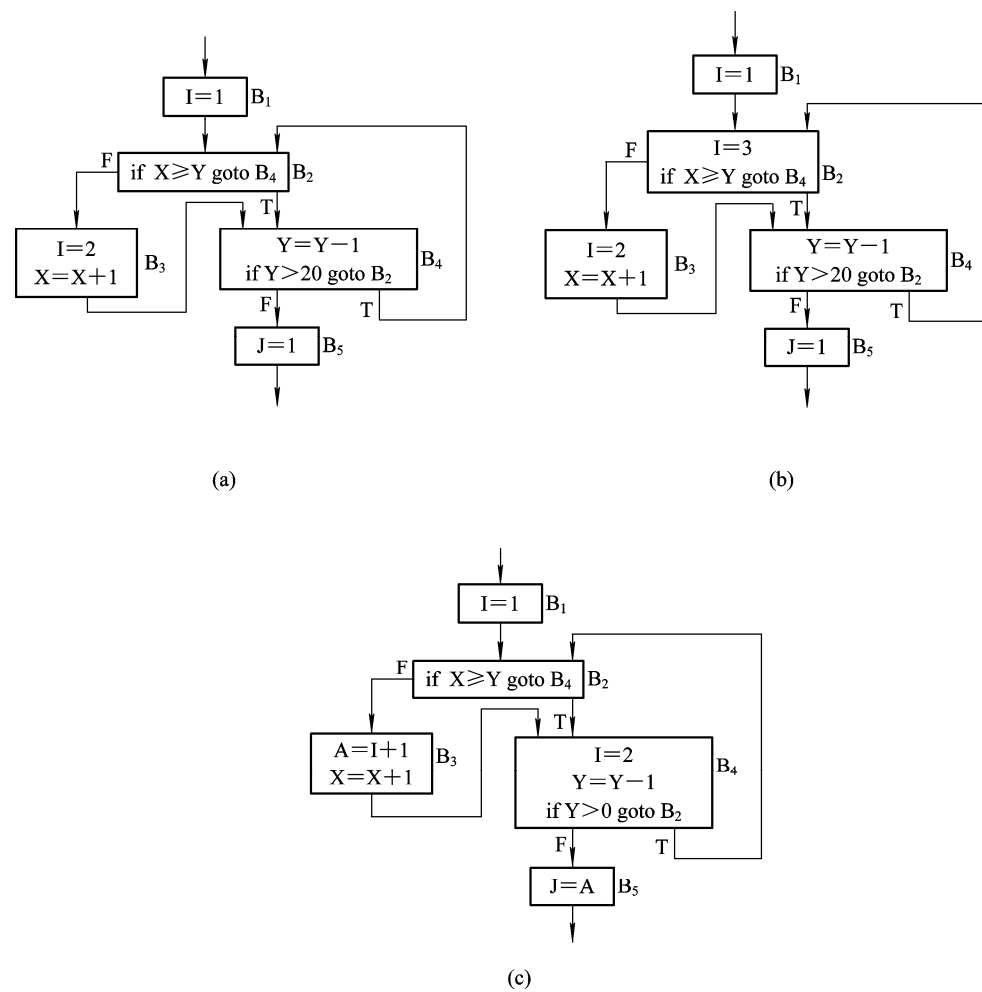 I=1 B₁
F
if X≥Y goto B₄ B₂
T
I=2
X=X+1
B₃
Y=Y-1
if Y>20 goto B₂
B₄
F
T
J=1 B₅
(a)
I=1 B₁
F
I=3
if X≥Y goto B₄ B₂
T
I=2
X=X+1
B₃
Y=Y-1
if Y>20 goto B₂
B₄
F
T
J=1 B₅
(b)
I=1 B₁
F
if X≥Y goto B₄ B₂
T
A=I+1
X=X+1
B₃
I=2
Y=Y-1
if Y>0 goto B₂
B₄
F
T
J=A B₅
(c)